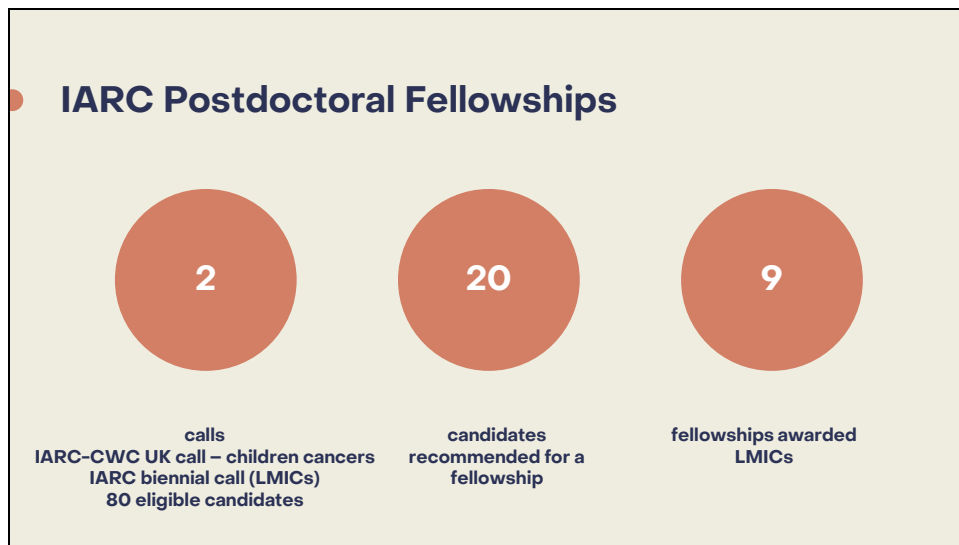 IARC Postdoctoral Fellowships
2
20
9
calls
IARC-CWC UK call – children cancers
IARC biennial call (LMICs)
80 eligible candidates
candidates
recommended for a
fellowship
fellowships awarded
LMICs